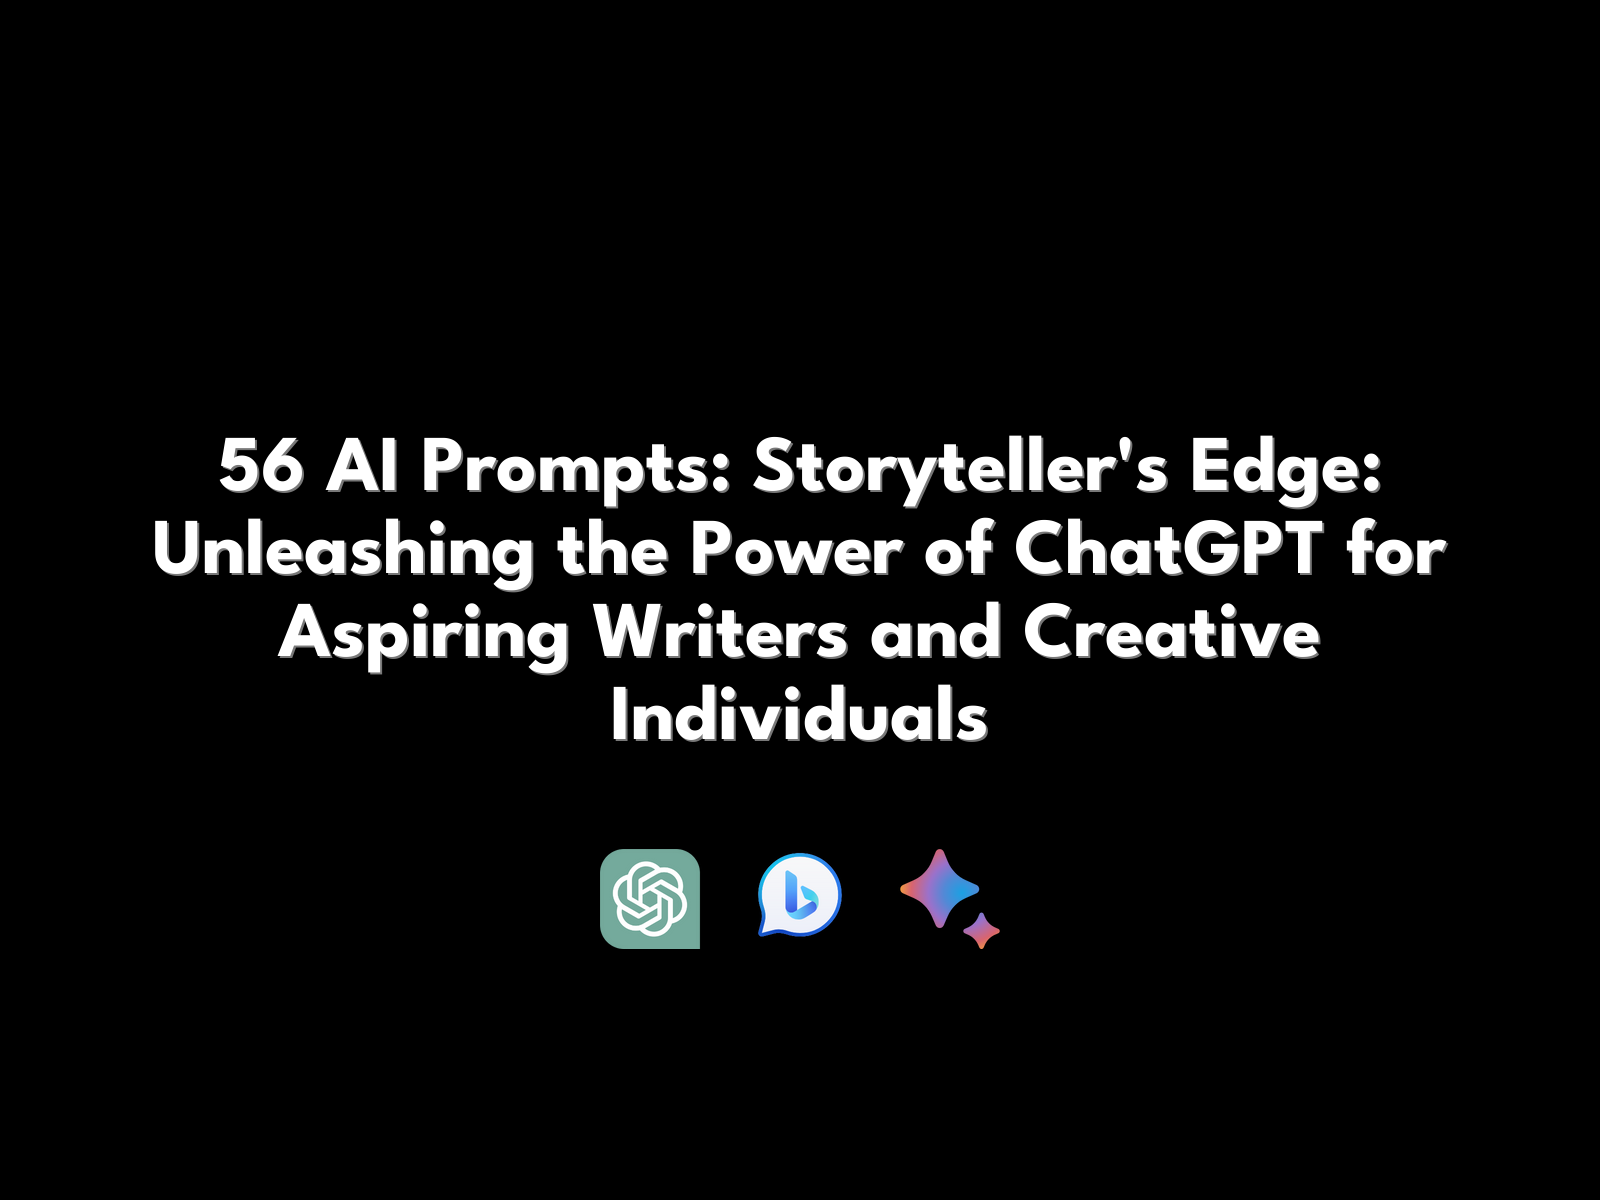 56 AI Prompts: Storyteller's Edge:
Unleashing the Power of ChatGPT for
Aspiring Writers and Creative
Individuals